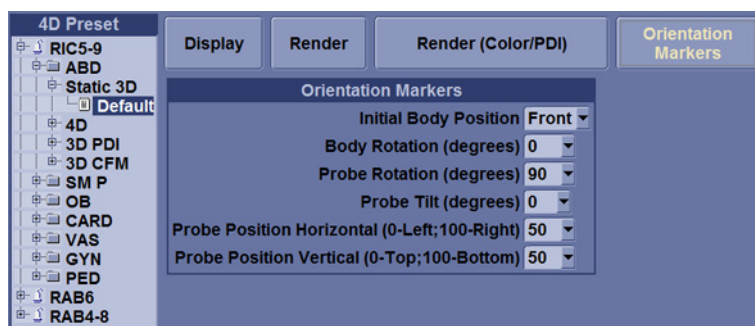 4D Preset
RIC5-9
ABD
Static 3D
Default
4D
3D PDI
3D CFM
SM P
OB
CARD
VAS
GYN
PED
RAB6
RAB4-8
Display
Render
Render (Color/PDI)
Orientation
Markers
Orientation Markers
Initial Body Position Front
Body Rotation (degrees) 0
Probe Rotation (degrees) 90
Probe Tilt (degrees) 0
Probe Position Horizontal (0-Left;100-Right) 50
Probe Position Vertical (0-Top;100-Bottom) 50